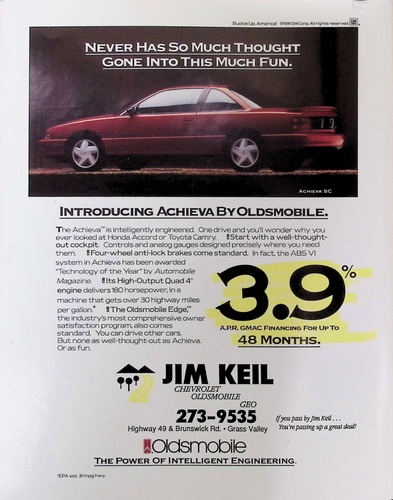 Buckle Up, America! ©1991 GM Corp. All rights reserved. GM
NEVER HAS SO MUCH THOUGHT
GONE INTO THIS MUCH FUN.
ACHIEVA SC
INTRODUCING ACHIEVA BY OLDSMOBILE.
The Achieva™ is intelligently engineered. One drive and you'll wonder why you
ever looked at Honda Accord or Toyota Camry. Start with a well-thought-
out cockpit. Controls and analog gauges designed precisely where you need
them. Four-wheel anti-lock brakes come standard. In fact, the ABS VI
system in Achieva has been awarded
"Technology of the Year" by Automobile
Magazine. Its High-Output Quad 4®
engine delivers 180 horsepower, in a
machine that gets over 30 highway miles
per gallon.* The Oldsmobile Edge,℠
the industry's most comprehensive owner
satisfaction program, also comes
standard. You can drive other cars.
But none as well-thought-out as Achieva.
Or as fun.
3.9%
A.P.R. GMAC FINANCING FOR UP TO
48 MONTHS.
JIM KEIL
CHEVROLET
OLDSMOBILE
GEO
273-9535
Highway 49 & Brunswick Rd. • Grass Valley
If you pass by Jim Keil . . .
You're passing up a great deal!
Oldsmobile
THE POWER OF INTELLIGENT ENGINEERING.
*EPA est. 31 mpg hwy.